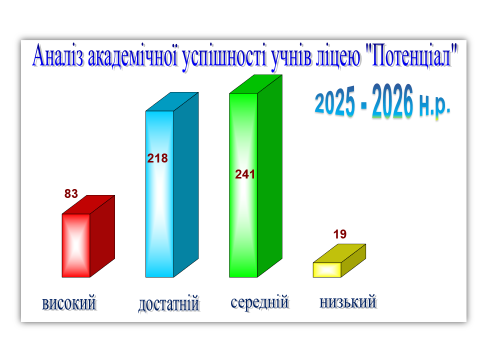 Аналіз академічної успішності учнів ліцею "Потенціал"
2025 - 2026 н.р.
83
218
241
19
високий
достатній
середній
низький